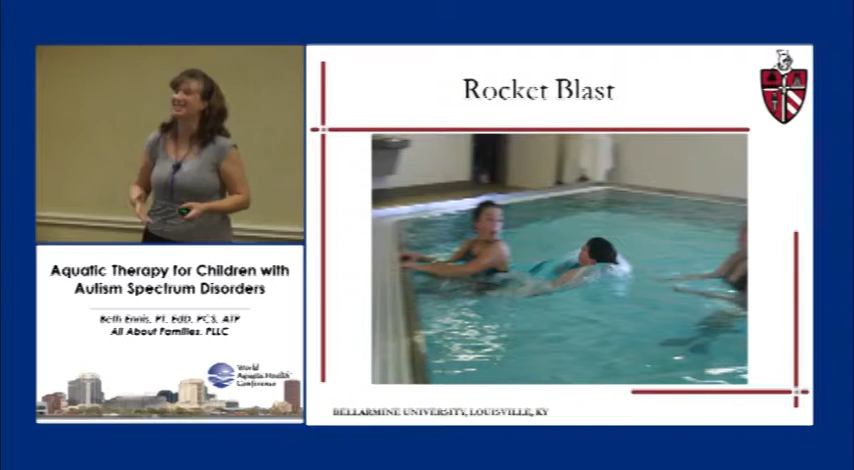 Rocket Blast
Aquatic Therapy for Children with
Autism Spectrum Disorders
Beth Ennis, PT, EdD, PCS, ATP
All About Families, PLLC
World
Aquatic Health
Conference
BELLARMINE UNIVERSITY, LOUISVILLE, KY